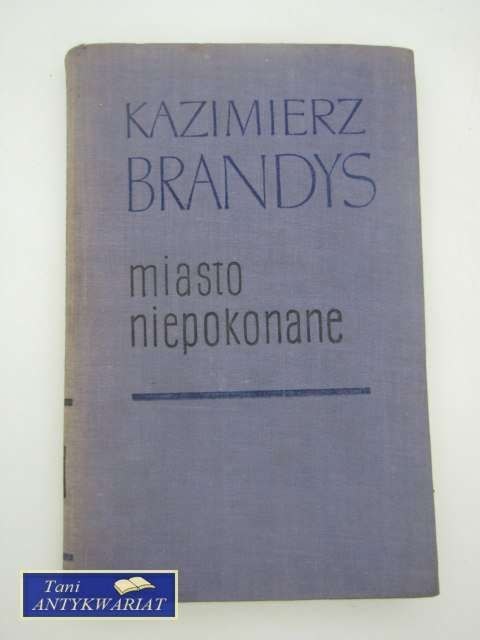 KAZIMIERZ
BRANDYS
miasto
niepokonane
Tani
ANTYKWARIAT